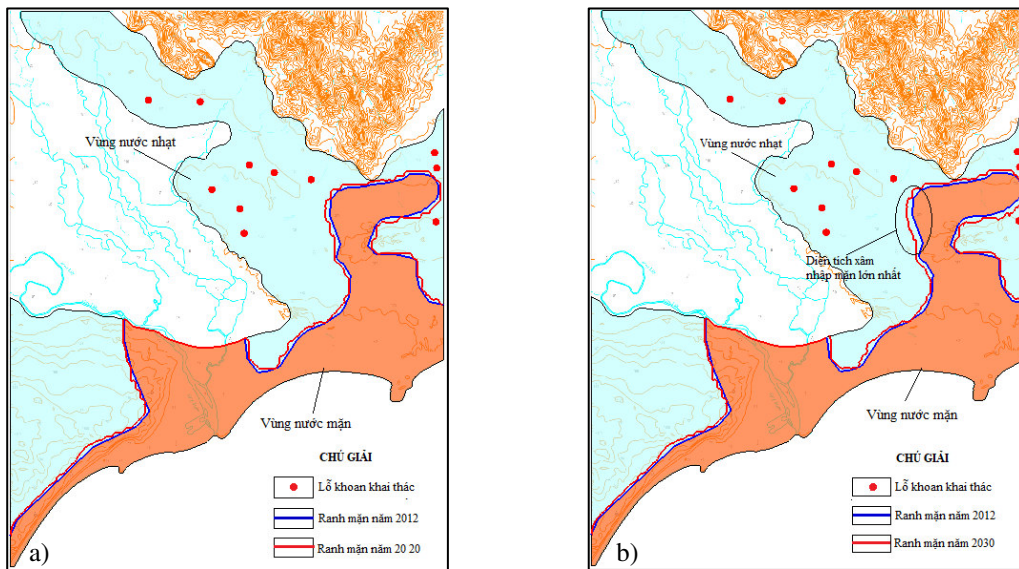 Vùng nước nhạt
Vùng nước mặn
CHÚ GIẢI
Lỗ khoan khai thác
Ranh mặn năm 2012
Ranh mặn năm 20 20
a)
Vùng nước nhạt
Diện tích xâm
nhập mặn lớn nhất
Vùng nước mặn
CHÚ GIẢI
Lỗ khoan khai thác
Ranh mặn năm 2012
Ranh mặn năm 2030
b)